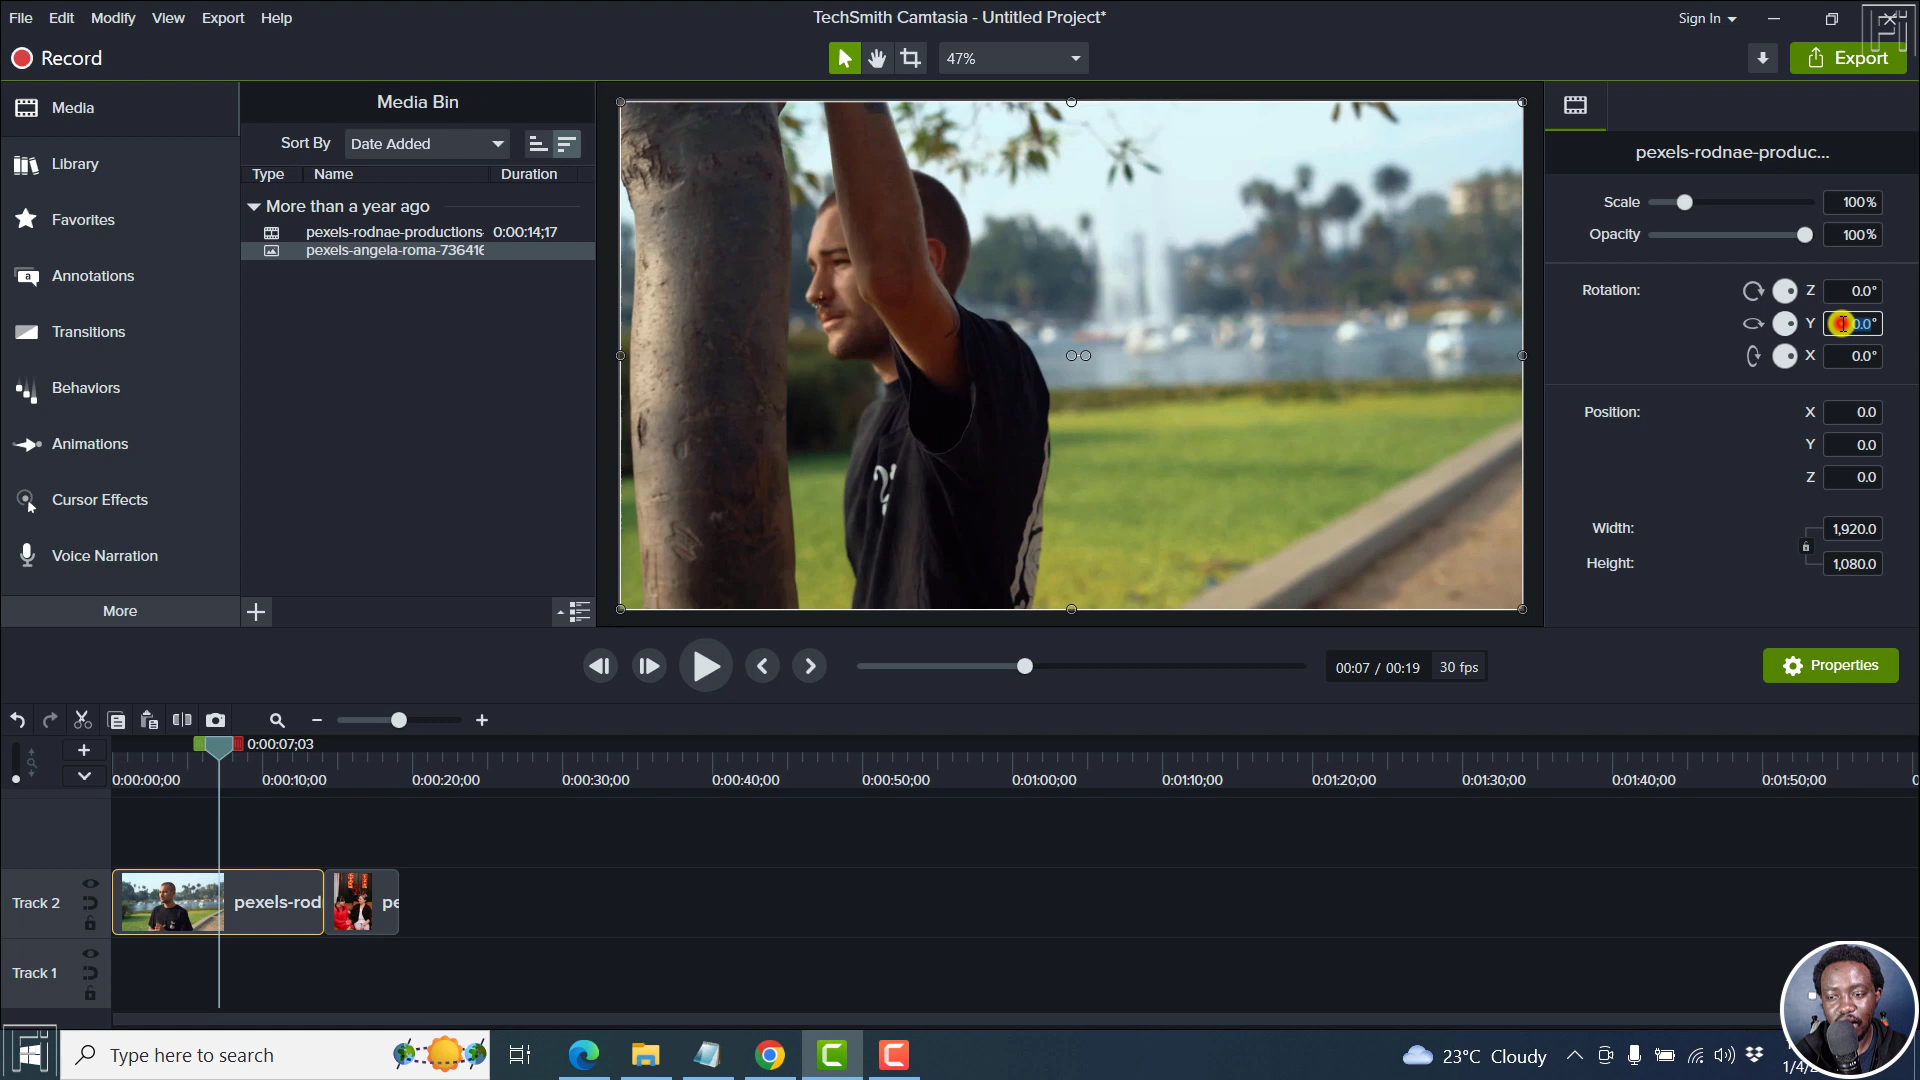 File Edit Modify View Export Help
TechSmith Camtasia - Untitled Project*
Sign In
Record
47%
Export
Media
Library
Favorites
Annotations
Transitions
Behaviors
Animations
Cursor Effects
Voice Narration
More
Media Bin
Sort By Date Added
Type Name Duration
More than a year ago
pexels-rodnae-productions- 0:00:14;17
pexels-angela-roma-736416
pexels-rodnae-produc...
Scale 100%
Opacity 100%
Rotation: Z 0.0°
Y 0.0°
X 0.0°
Position: X 0.0
Y 0.0
Z 0.0
Width: 1,920.0
Height: 1,080.0
00:07 / 00:19 30 fps
Properties
0:00:07;03
0:00:00;00 0:00:10;00 0:00:20;00 0:00:30;00 0:00:40;00 0:00:50;00 0:01:00;00 0:01:10;00 0:01:20;00 0:01:30;00 0:01:40;00 0:01:50;00
Track 2
pexels-rod
pe
Track 1
Type here to search
23°C Cloudy